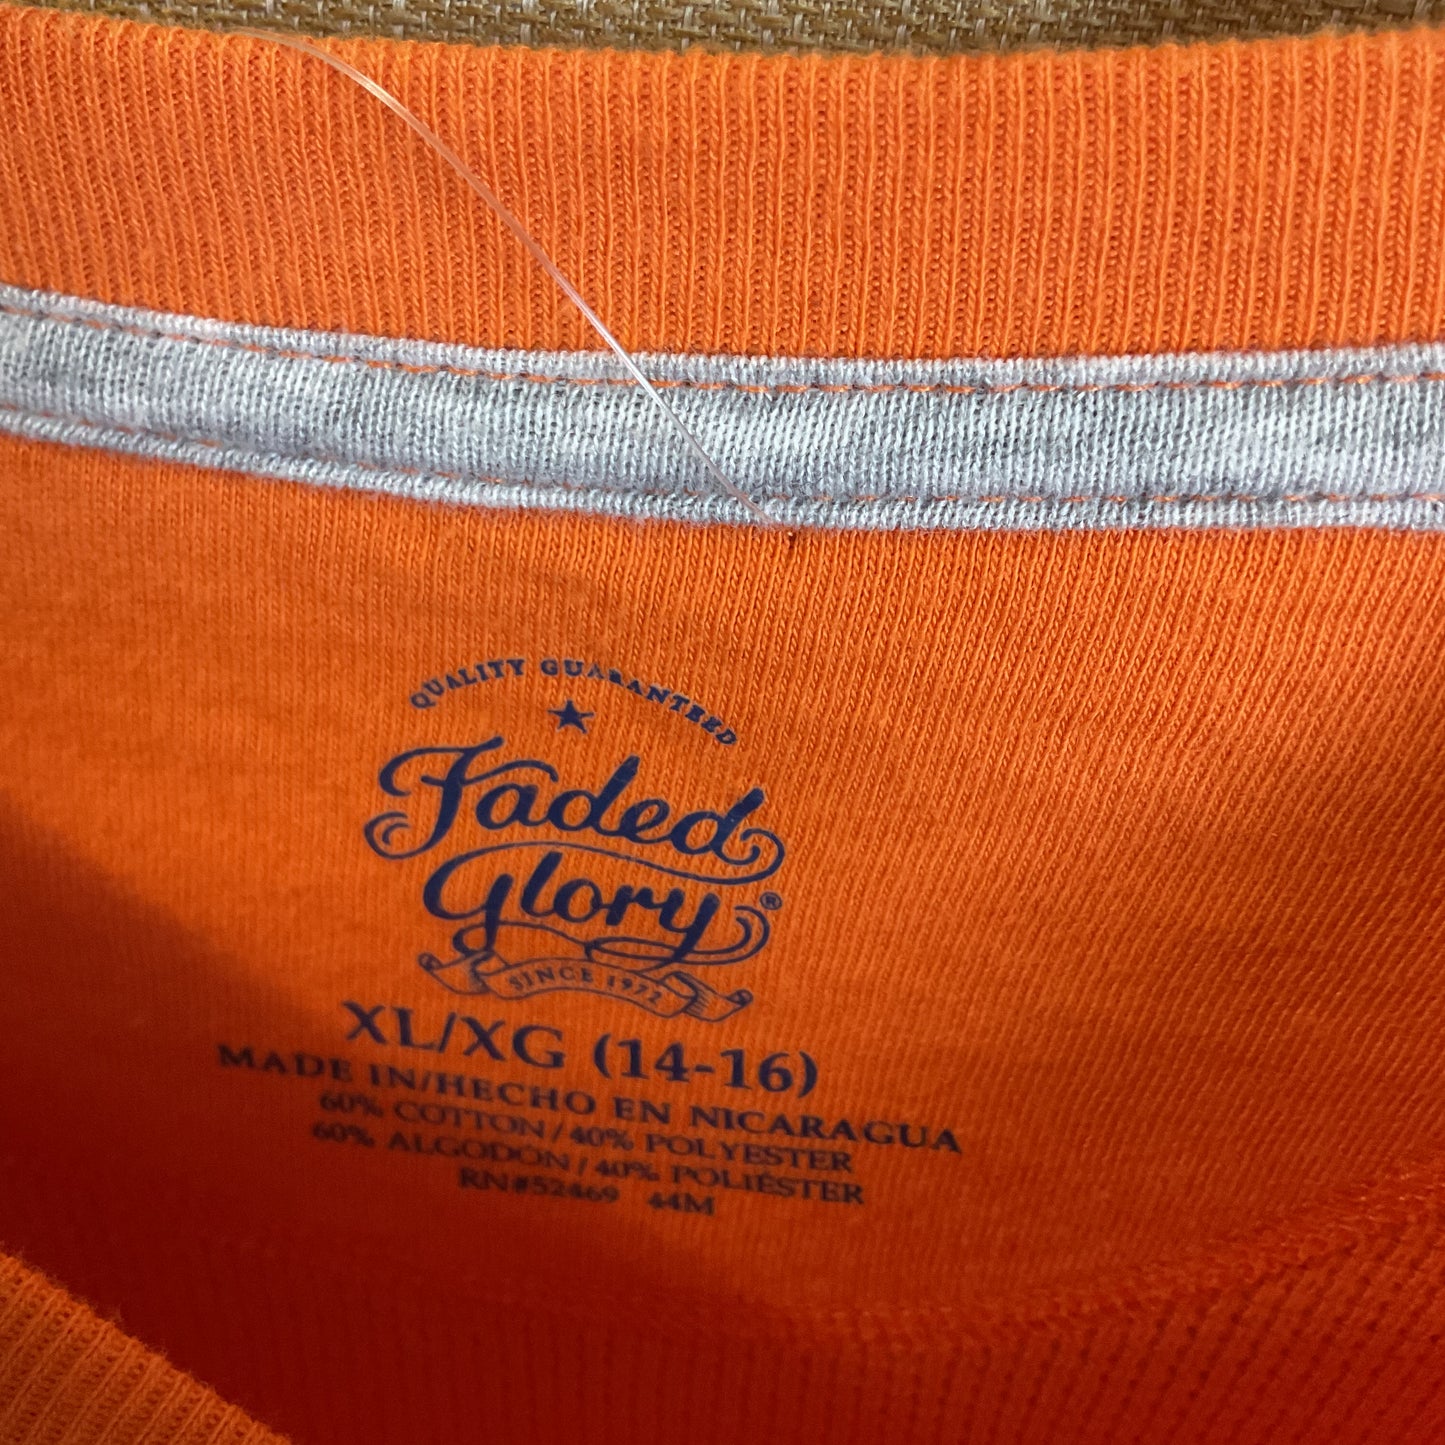 QUALITY GUARANTEED
Faded
Glory®
SINCE 1972
XL/XG (14-16)
MADE IN/HECHO EN NICARAGUA
60% COTTON / 40% POLYESTER
60% ALGODÓN / 40% POLIÉSTER
RN#52469 44M